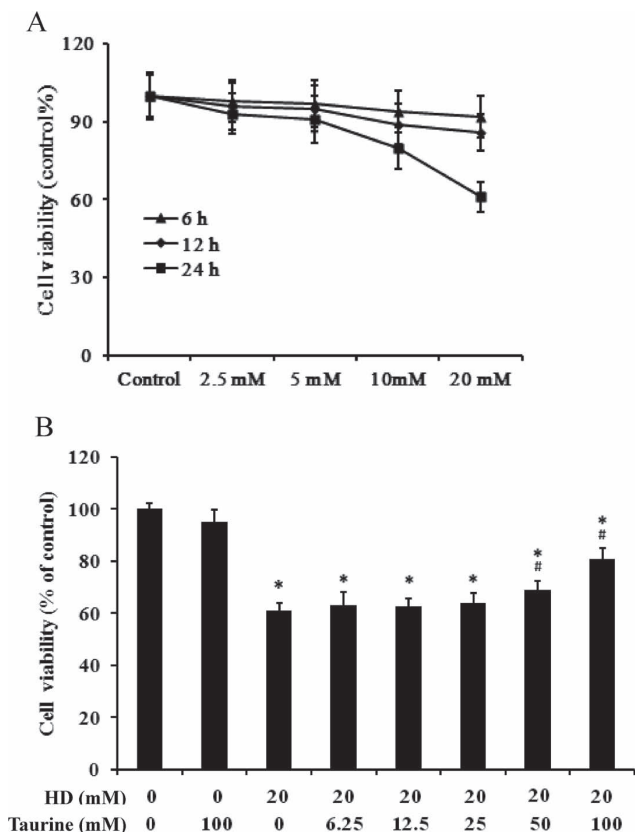 A
Cell viability (control %)
120
90
60
30
0
6 h
12 h
24 h
Control 2.5 mM 5 mM 10mM 20 mM
B
Cell viability (% of control)
120
100
80
60
40
20
0
* * * * * *
# #
HD (mM) 0 0 20 20 20 20 20 20
Taurine (mM) 0 100 0 6.25 12.5 25 50 100